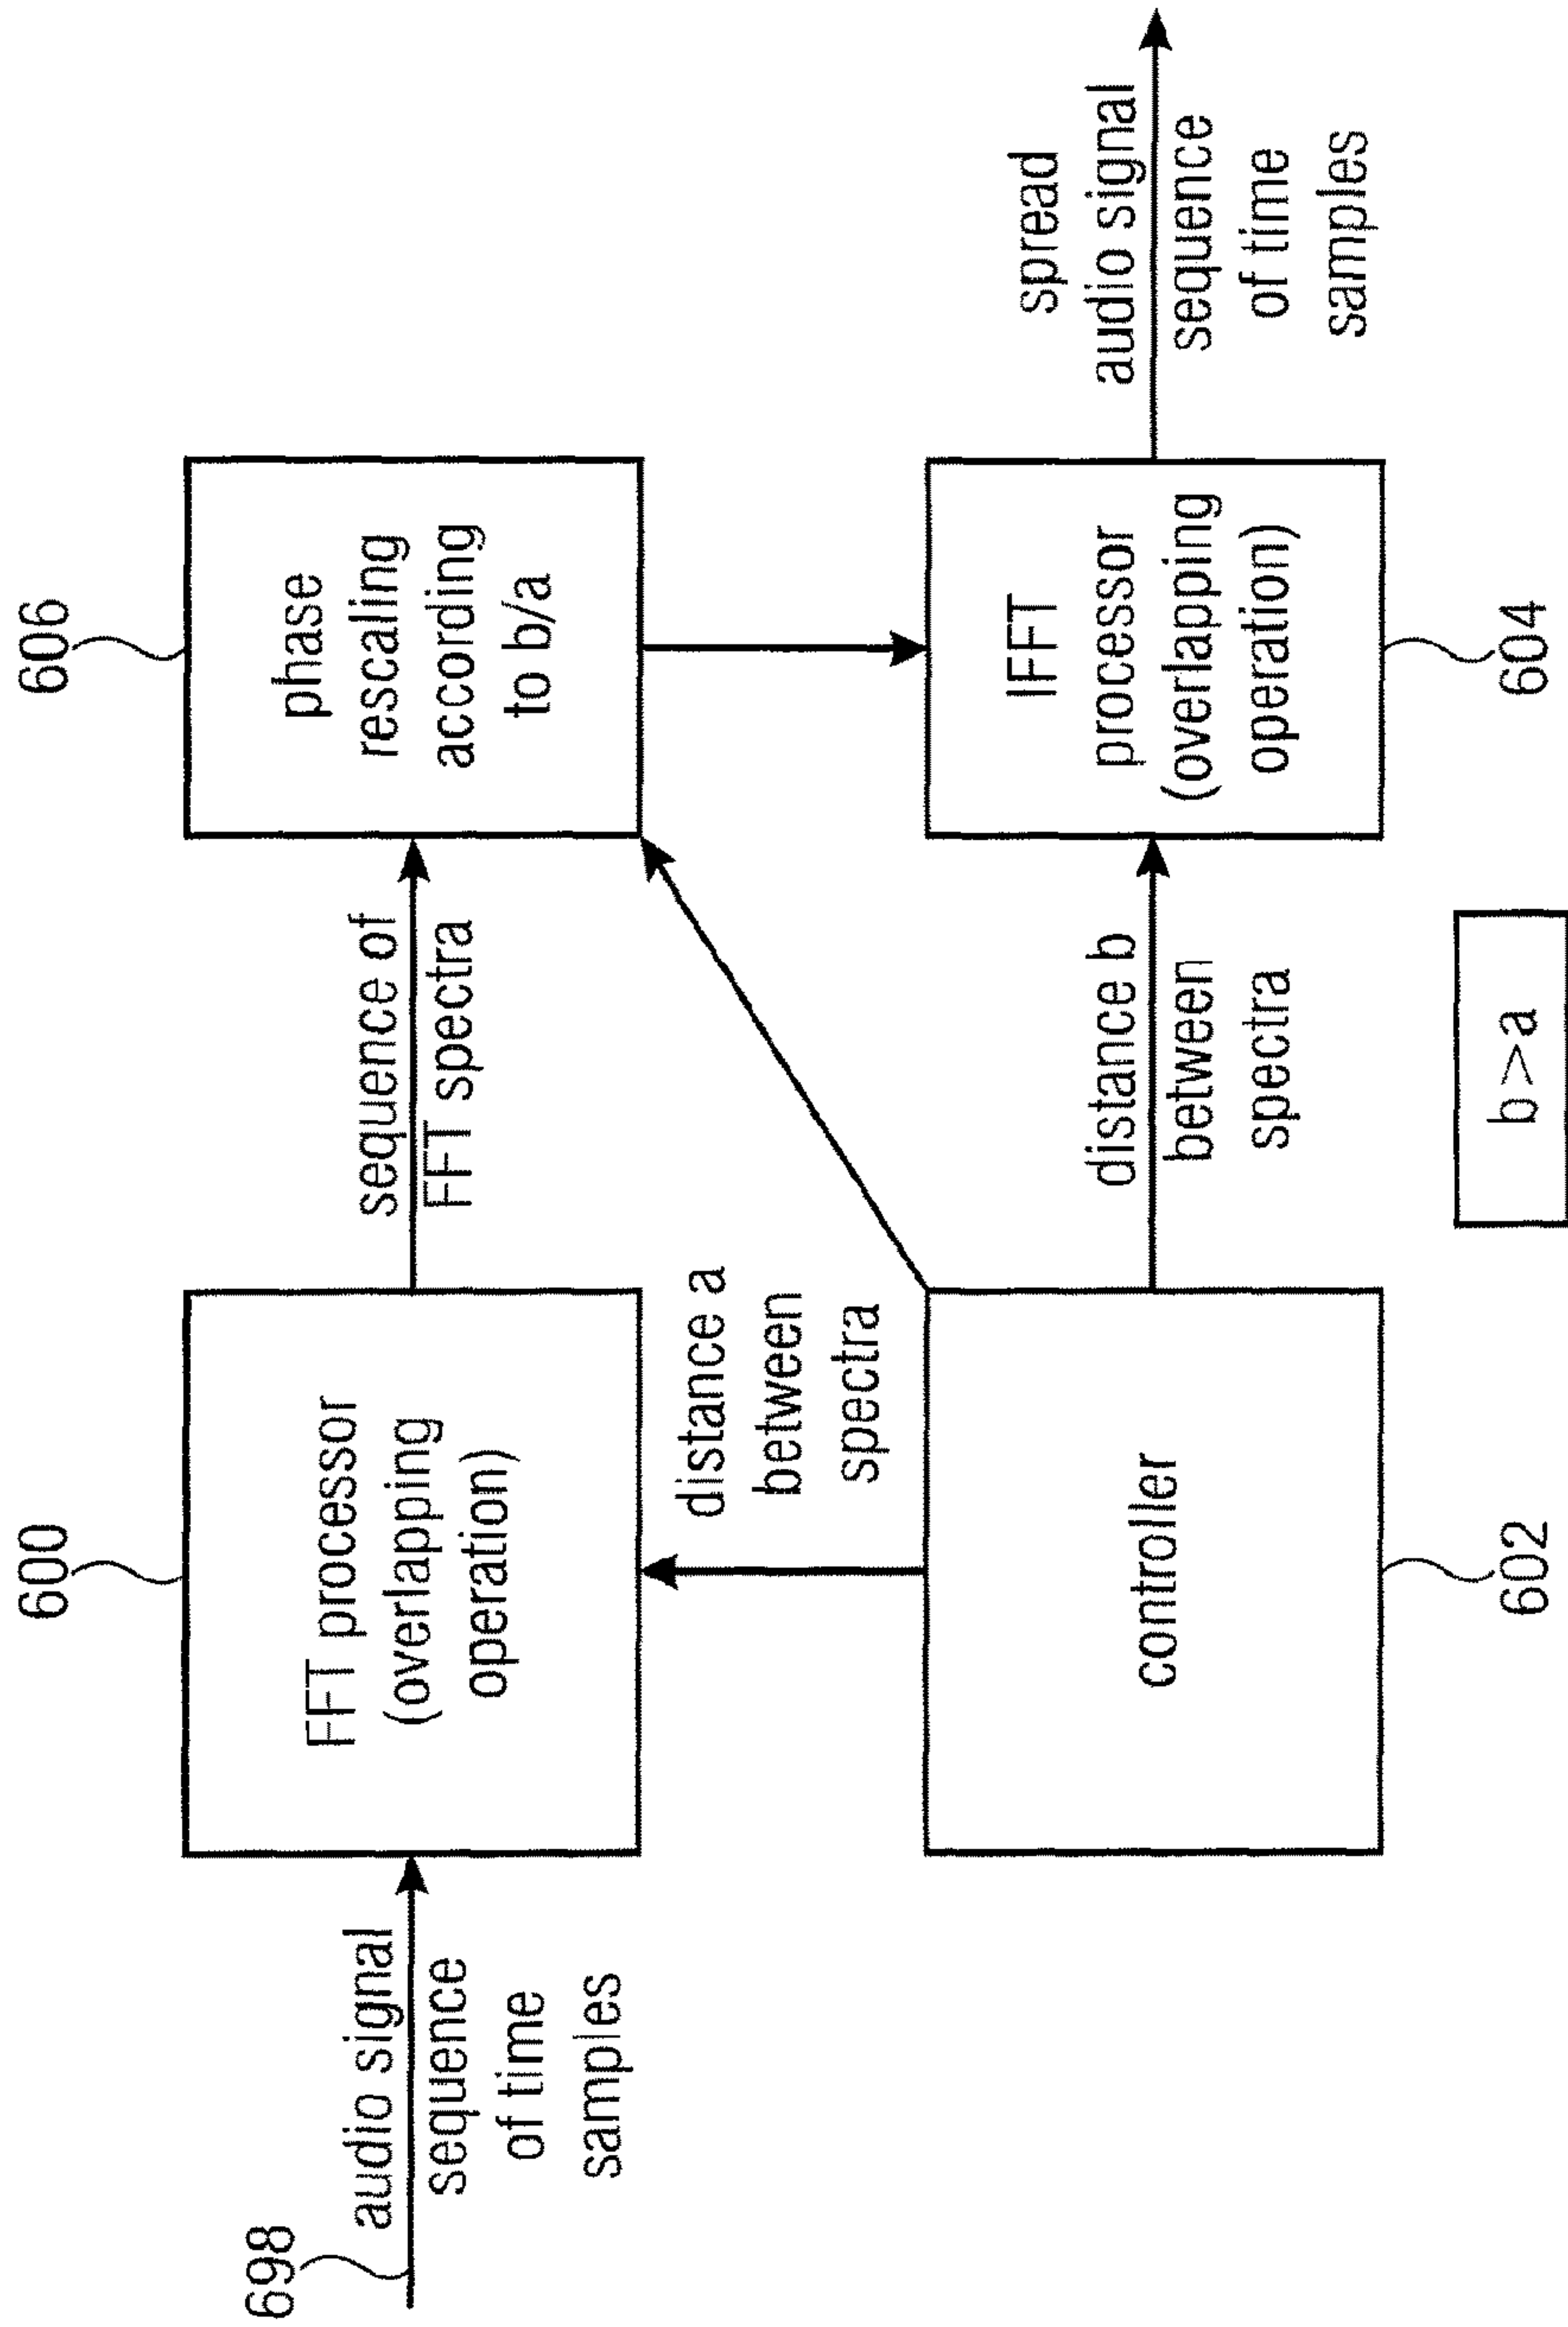 600
606
698
audio signal
sequence
of time
samples
FFT processor
(overlapping
operation)
sequence of
FFT spectra
phase
rescaling
according
to b/a
distance a
between
spectra
controller
distance b
between
spectra
IFFT
processor
(overlapping
operation)
spread
audio signal
sequence
of time
samples
602
604
b>a